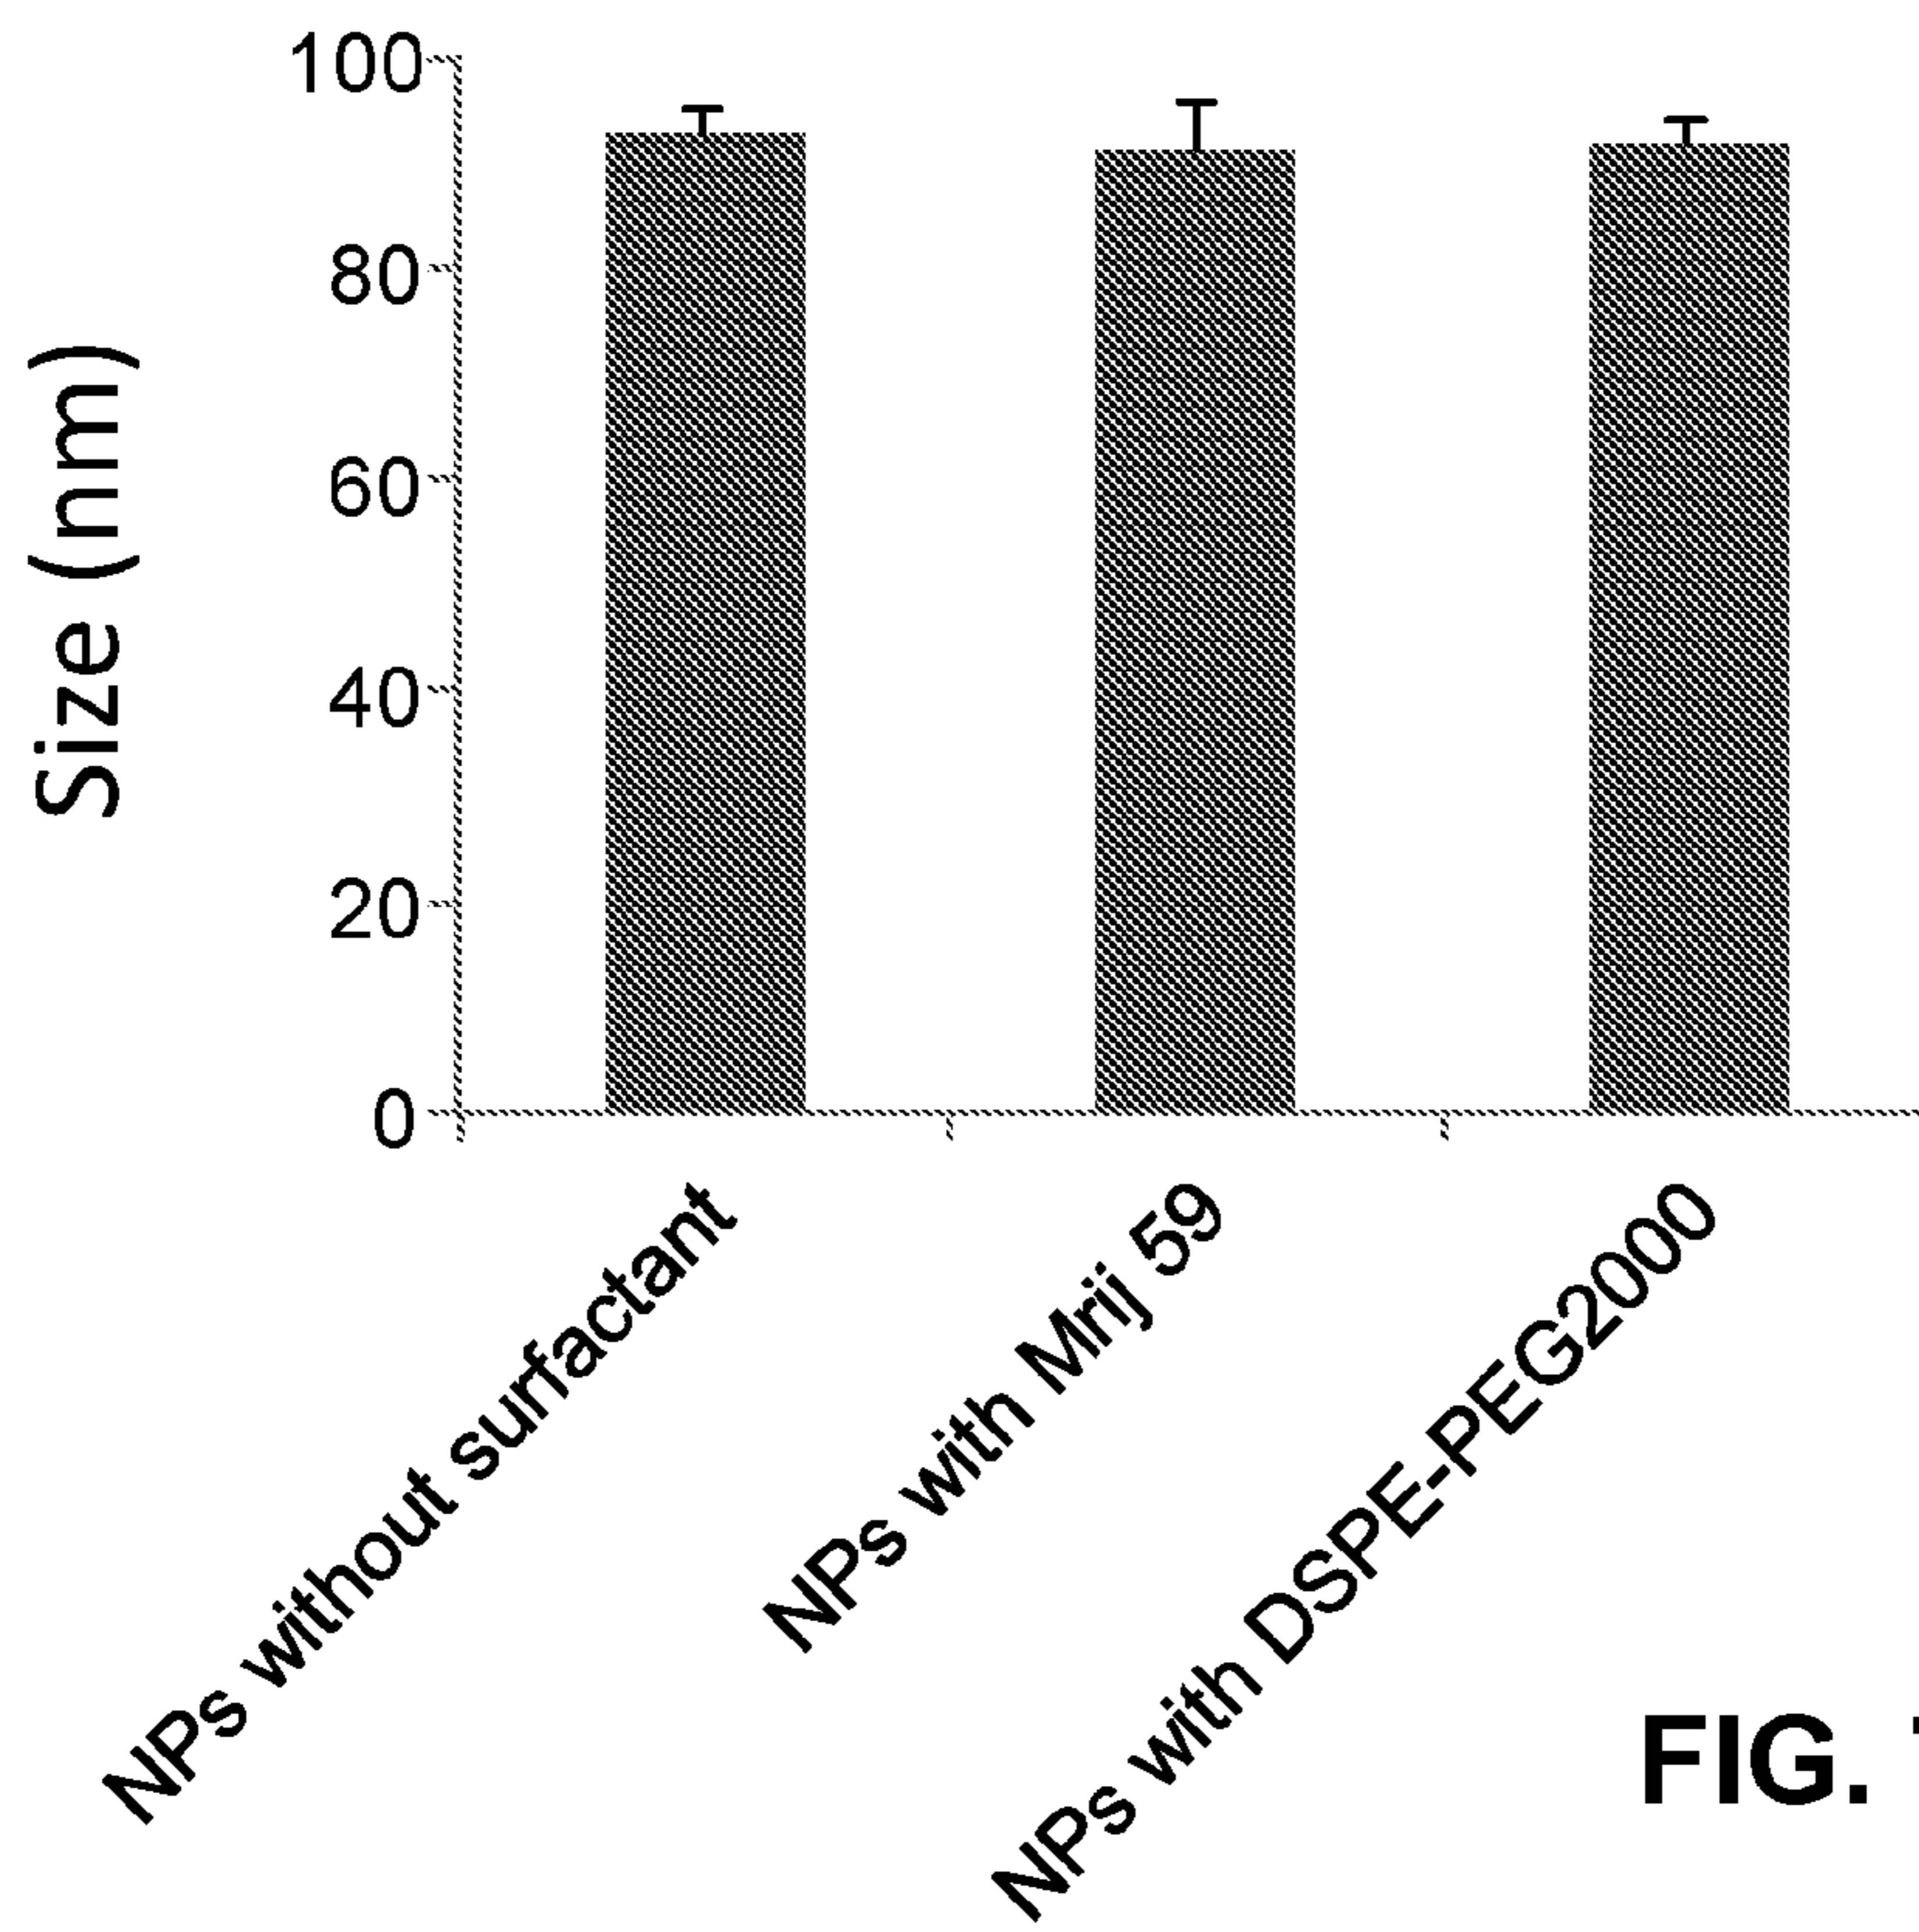 Size (nm)
100
80
60
40
20
0
NPs without surfactant
NPs with Mrij 59
NPs with DSPE-PEG2000
FIG.